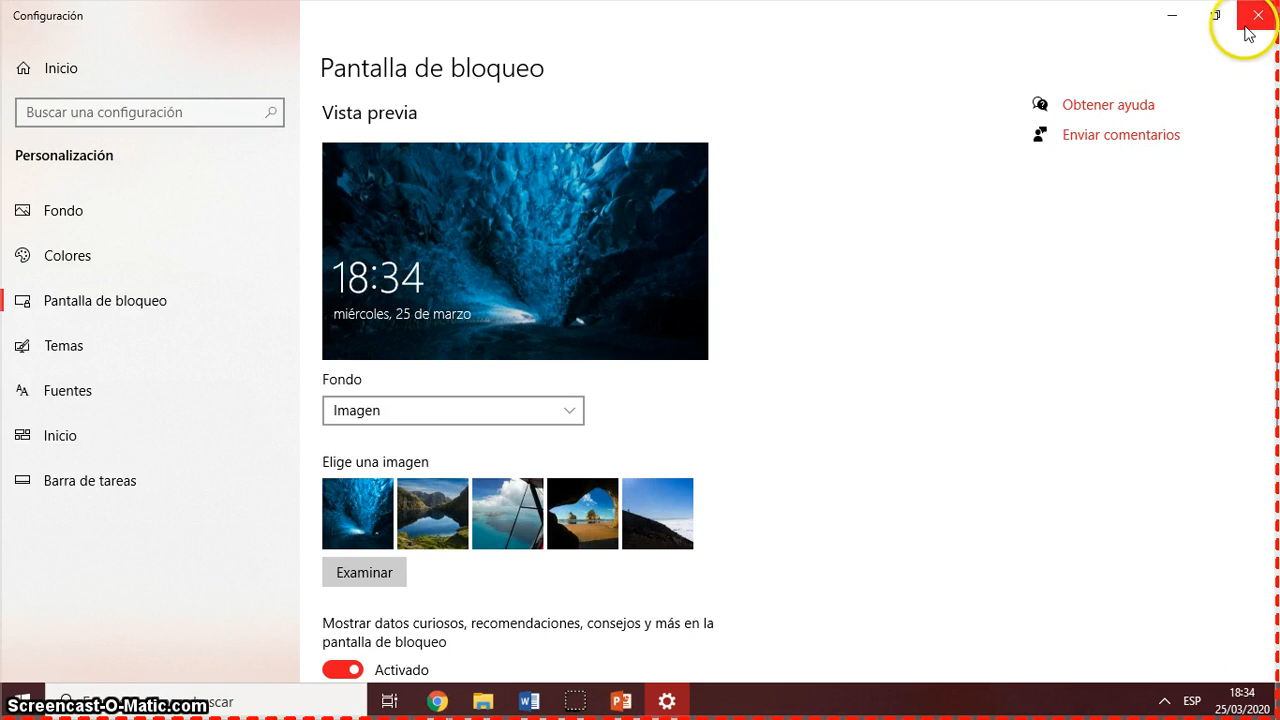 Configuración
Inicio
Buscar una configuración
Personalización
Fondo
Colores
Pantalla de bloqueo
Temas
Fuentes
Inicio
Barra de tareas
Pantalla de bloqueo
Vista previa
18:34
miércoles, 25 de marzo
Fondo
Imagen
Elige una imagen
Examinar
Mostrar datos curiosos, recomendaciones, consejos y más en la
pantalla de bloqueo
Activado
Obtener ayuda
Enviar comentarios
Screencast-O-Matic.com
ESP
18:34
25/03/2020